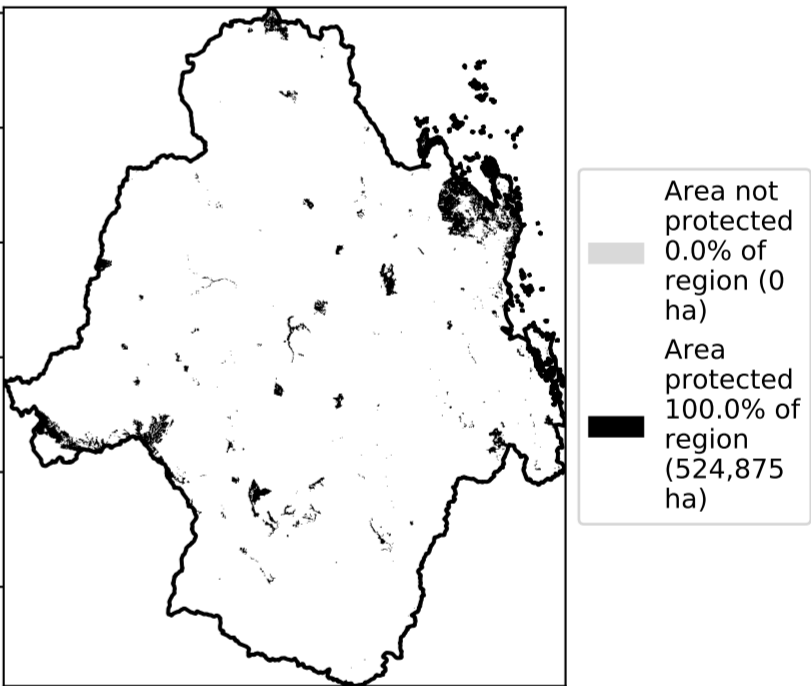 Area not
protected
0.0% of
region (0
ha)
Area
protected
100.0% of
region
(524,875
ha)